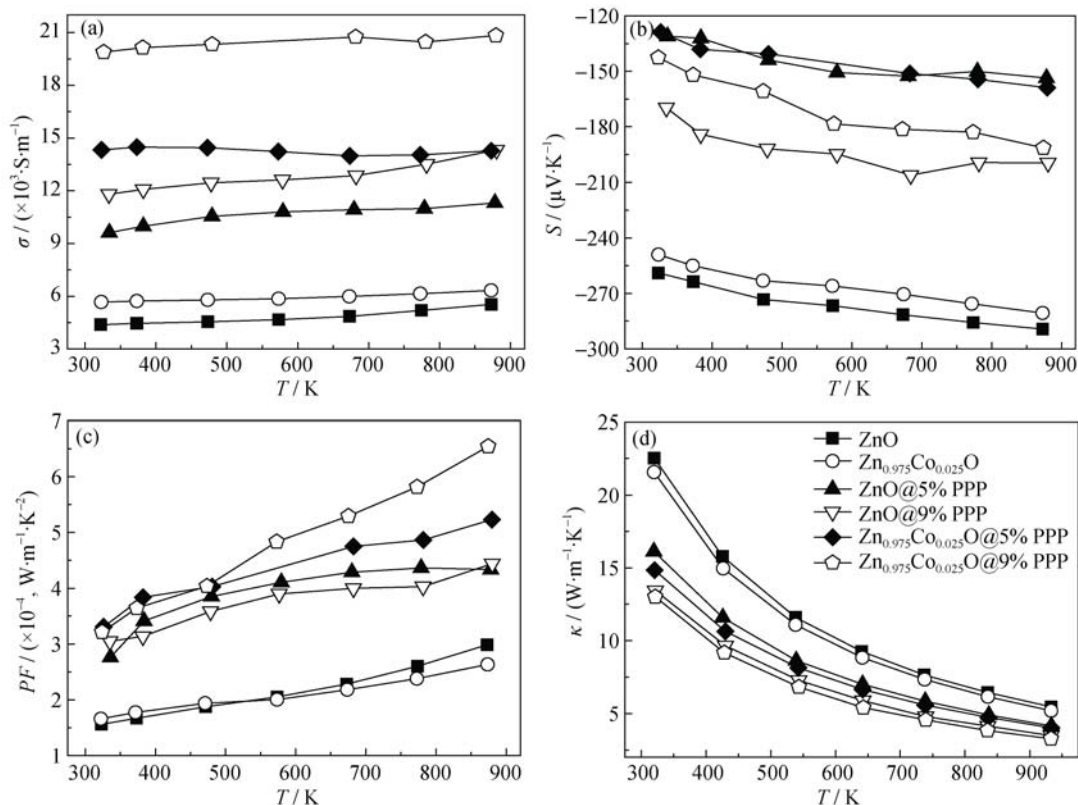 (a)
21
18
15
12
9
6
3
σ / (×10³·S·m⁻¹)
300 400 500 600 700 800 900
T / K
(b)
−120
−150
−180
−210
−240
−270
−300
S / (μV·K⁻¹)
300 400 500 600 700 800 900
T / K
(c)
7
6
5
4
3
2
1
PF / (×10⁻⁴, W·m⁻¹·K⁻²)
300 400 500 600 700 800 900
T / K
(d)
25
20
15
10
5
κ / (W·m⁻¹·K⁻¹)
ZnO
Zn₀.₉₇₅Co₀.₀₂₅O
ZnO@5% PPP
ZnO@9% PPP
Zn₀.₉₇₅Co₀.₀₂₅O@5% PPP
Zn₀.₉₇₅Co₀.₀₂₅O@9% PPP
300 400 500 600 700 800 900
T / K